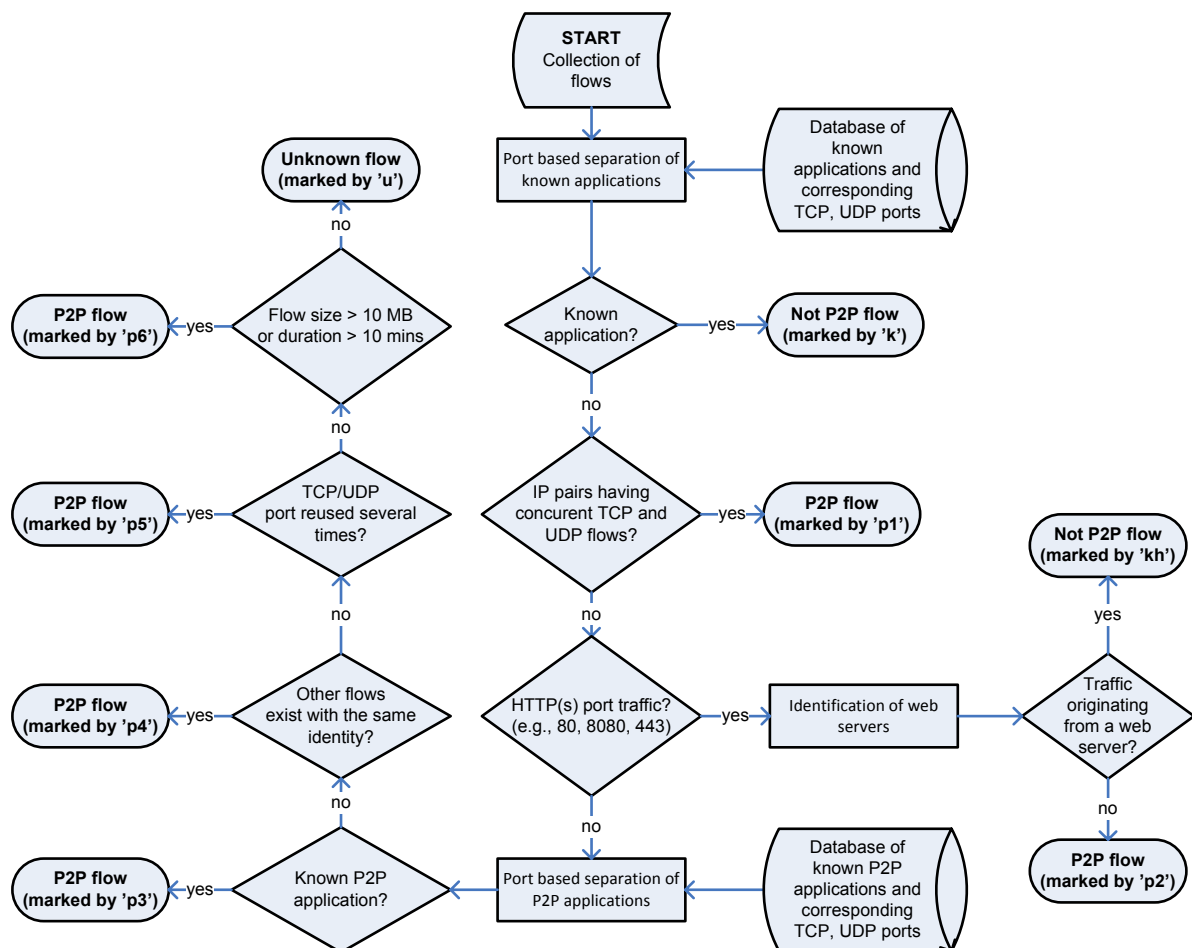 START
Collection of
flows
Port based separation of
known applications
Database of
known
applications and
corresponding
TCP, UDP ports
Known
application?
yes
Not P2P flow
(marked by ’k’)
no
IP pairs having
concurent TCP and
UDP flows?
yes
P2P flow
(marked by ’p1’)
no
HTTP(s) port traffic?
(e.g., 80, 8080, 443)
yes
Identification of web
servers
Traffic
originating
from a web
server?
yes
Not P2P flow
(marked by ’kh’)
no
P2P flow
(marked by ’p2’)
no
Port based separation of
P2P applications
Database of
known P2P
applications and
corresponding
TCP, UDP ports
Known P2P
application?
yes
P2P flow
(marked by ’p3’)
no
Other flows
exist with the same
identity?
yes
P2P flow
(marked by ’p4’)
no
TCP/UDP
port reused several
times?
yes
P2P flow
(marked by ’p5’)
no
Flow size > 10 MB
or duration > 10 mins
yes
P2P flow
(marked by ’p6’)
no
Unknown flow
(marked by ’u’)